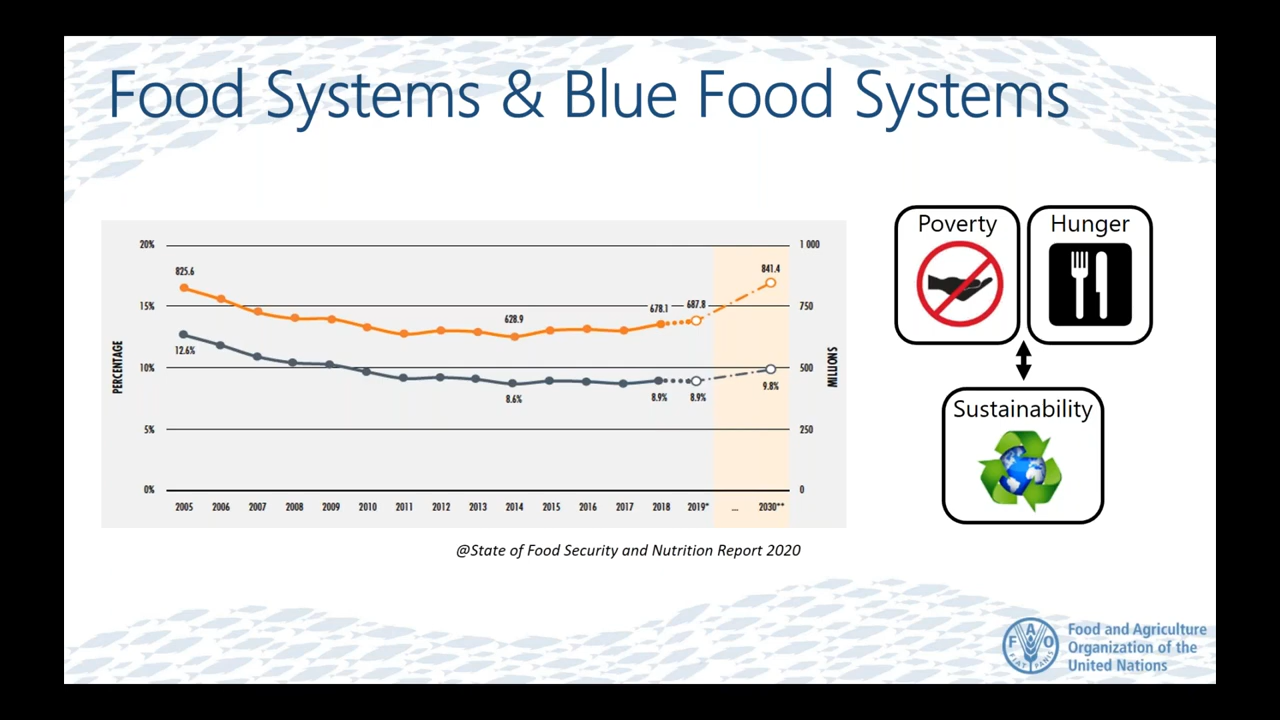 Food Systems & Blue Food Systems
20%
15%
10%
5%
0%
PERCENTAGE
1 000
750
500
250
0
MILLIONS
825.6
628.9
678.1
687.8
841.4
12.6%
8.6%
8.9%
8.9%
9.8%
2005 2006 2007 2008 2009 2010 2011 2012 2013 2014 2015 2016 2017 2018 2019* ... 2030**
@State of Food Security and Nutrition Report 2020
Poverty
Hunger
Sustainability
F A O
FIAT PANIS
Food and Agriculture
Organization of the
United Nations